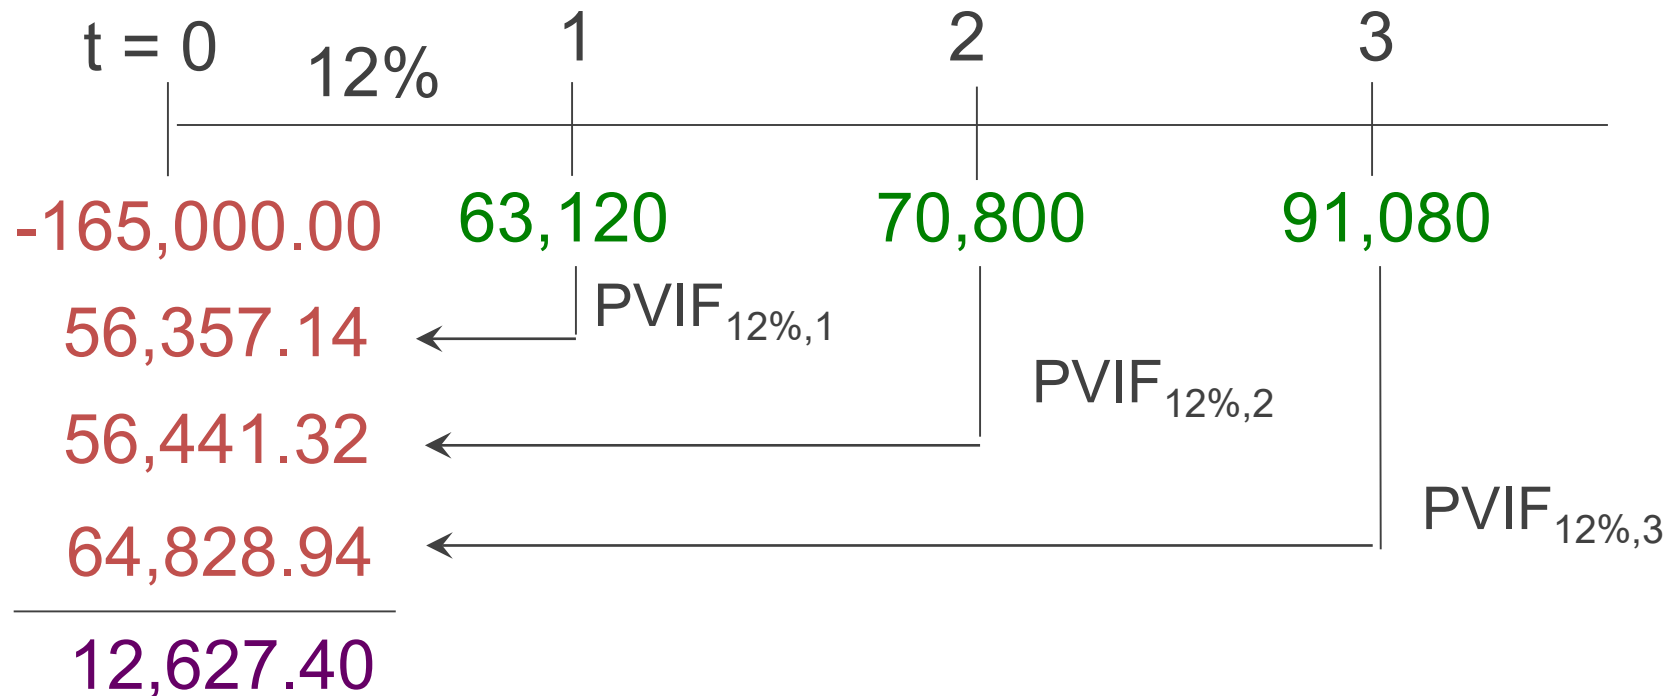 t = 0 12% 1 2 3
-165,000.00 63,120 70,800 91,080
56,357.14 PVIF12%,1
PVIF12%,2
56,441.32
PVIF12%,3
64,828.94
12,627.40